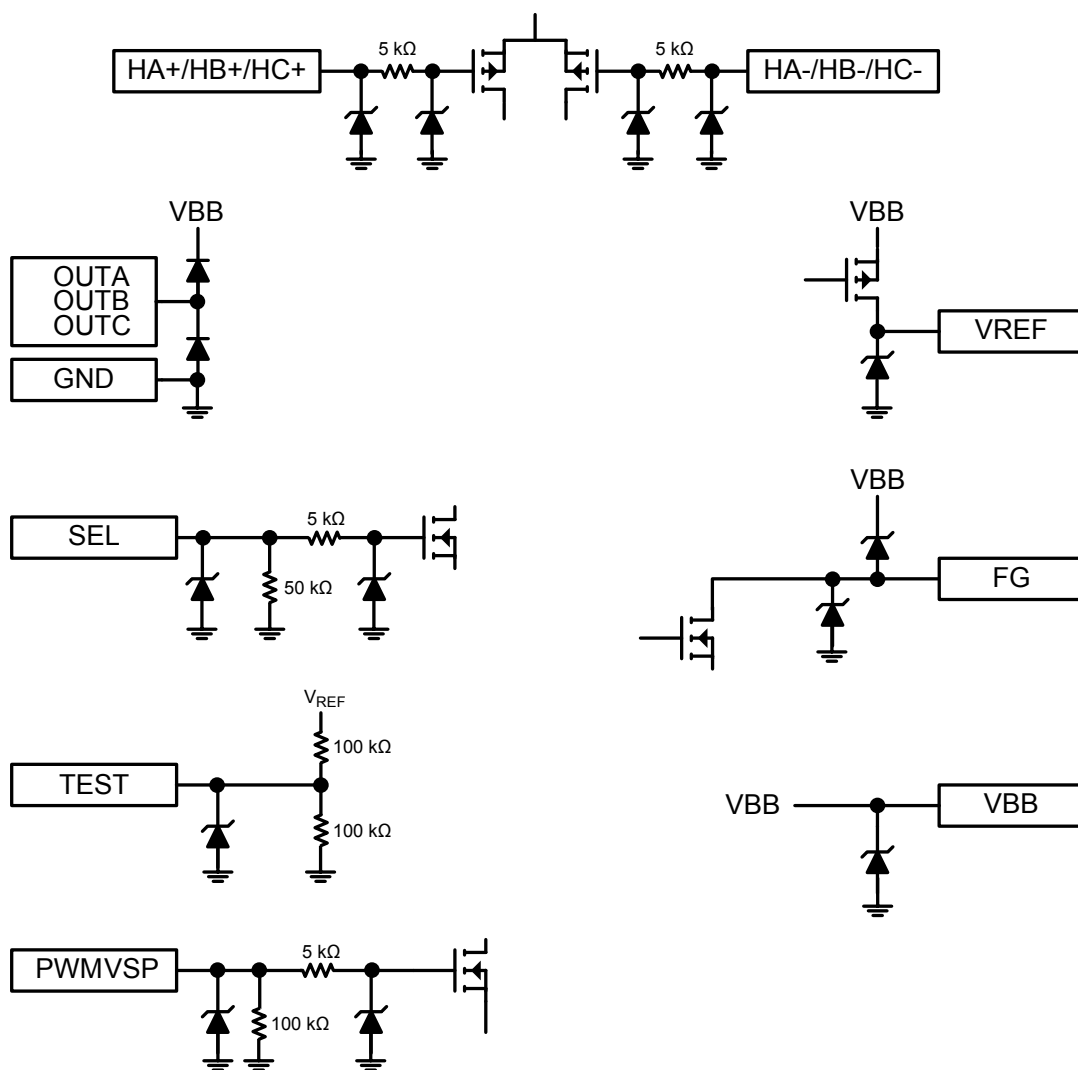 HA+/HB+/HC+
5 kΩ
5 kΩ
HA-/HB-/HC-
VBB
OUTA
OUTB
OUTC
GND
VBB
VREF
SEL
5 kΩ
50 kΩ
VBB
FG
VREF
100 kΩ
TEST
100 kΩ
VBB
VBB
PWMVSP
5 kΩ
100 kΩ